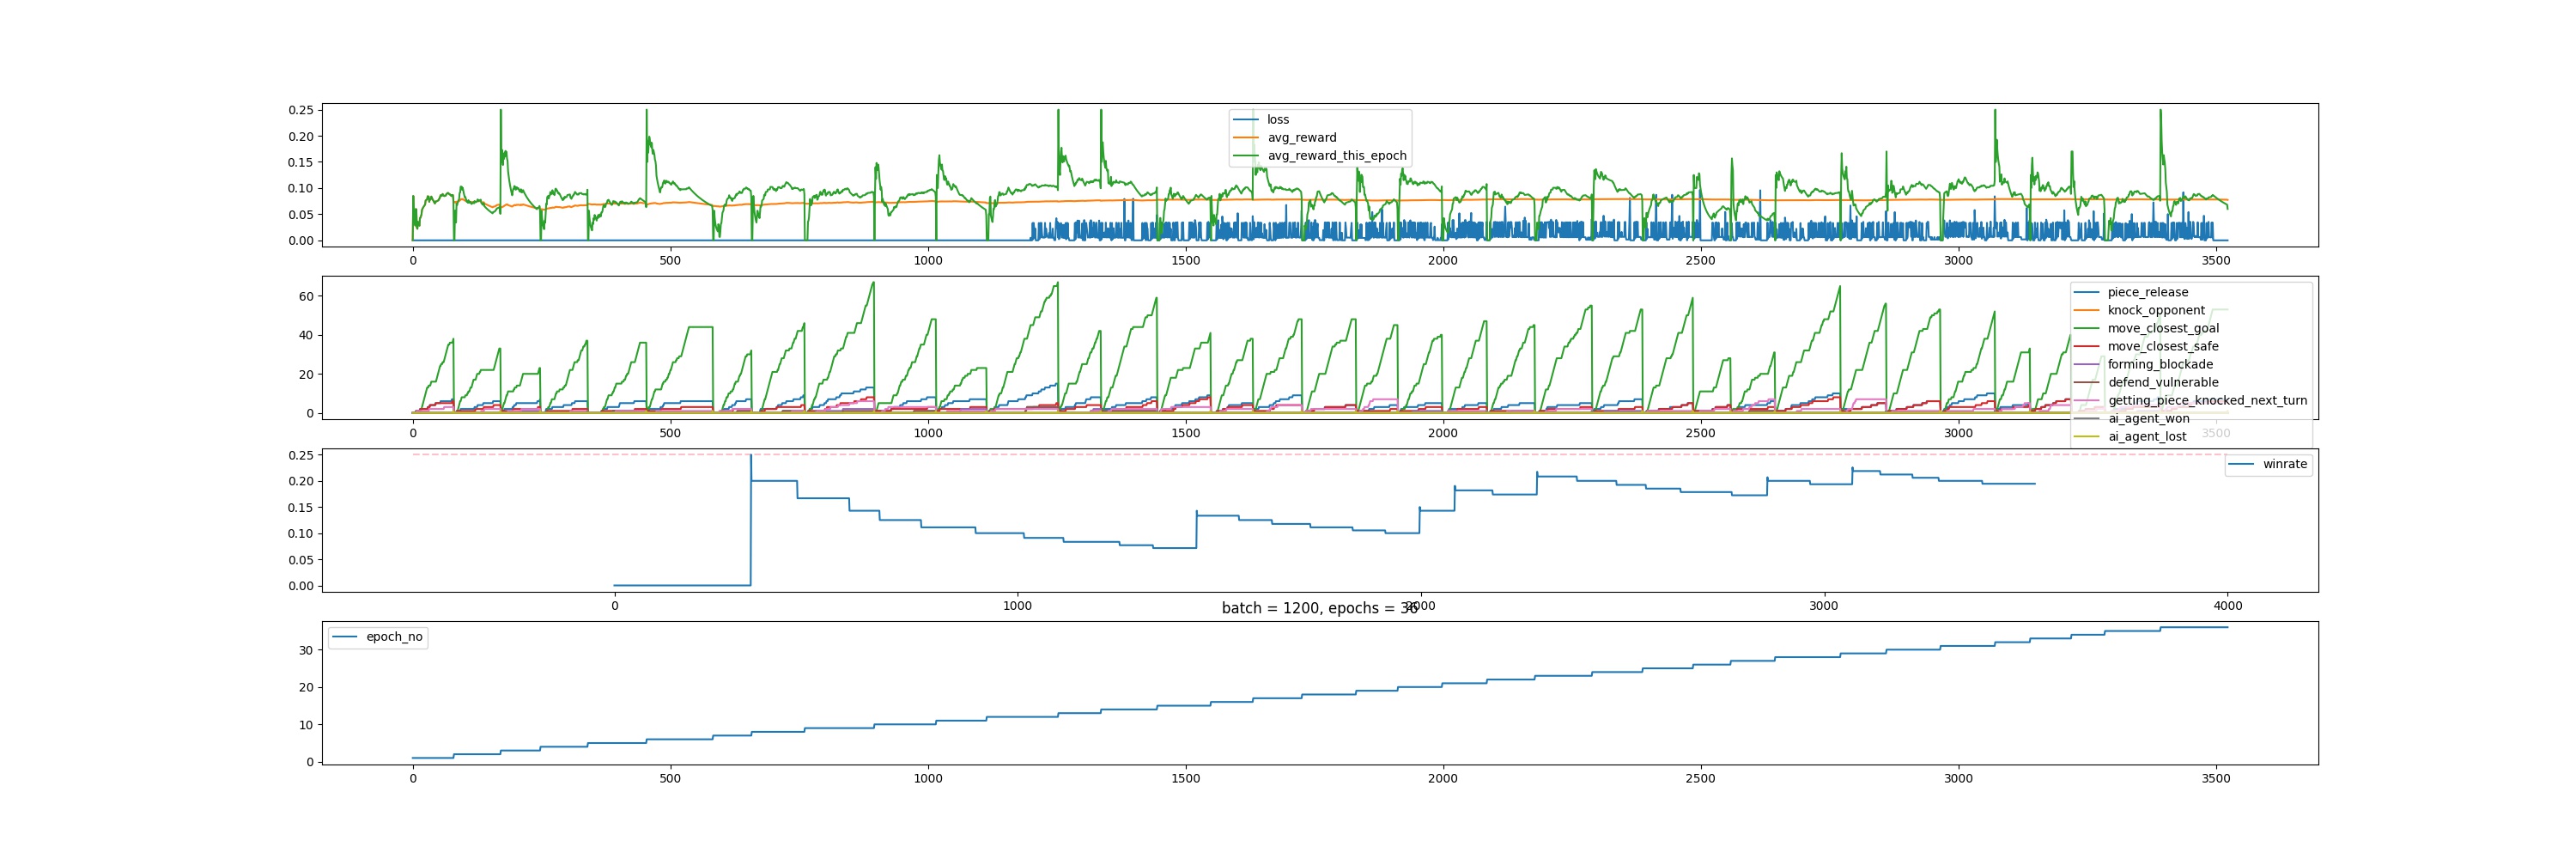 0.25
0.20
0.15
0.10
0.05
0.00
loss
avg_reward
avg_reward_this_epoch
0 500 1000 1500 2000 2500 3000 3500
60
40
20
0
piece_release
knock_opponent
move_closest_goal
move_closest_safe
forming_blockade
defend_vulnerable
getting_piece_knocked_next_turn
ai_agent_won
ai_agent_lost
0 500 1000 1500 2000 2500 3000 3500
0.25
0.20
0.15
0.10
0.05
0.00
winrate
0 1000 2000 3000 4000
batch = 1200, epochs = 36
epoch_no
30
20
10
0
0 500 1000 1500 2000 2500 3000 3500